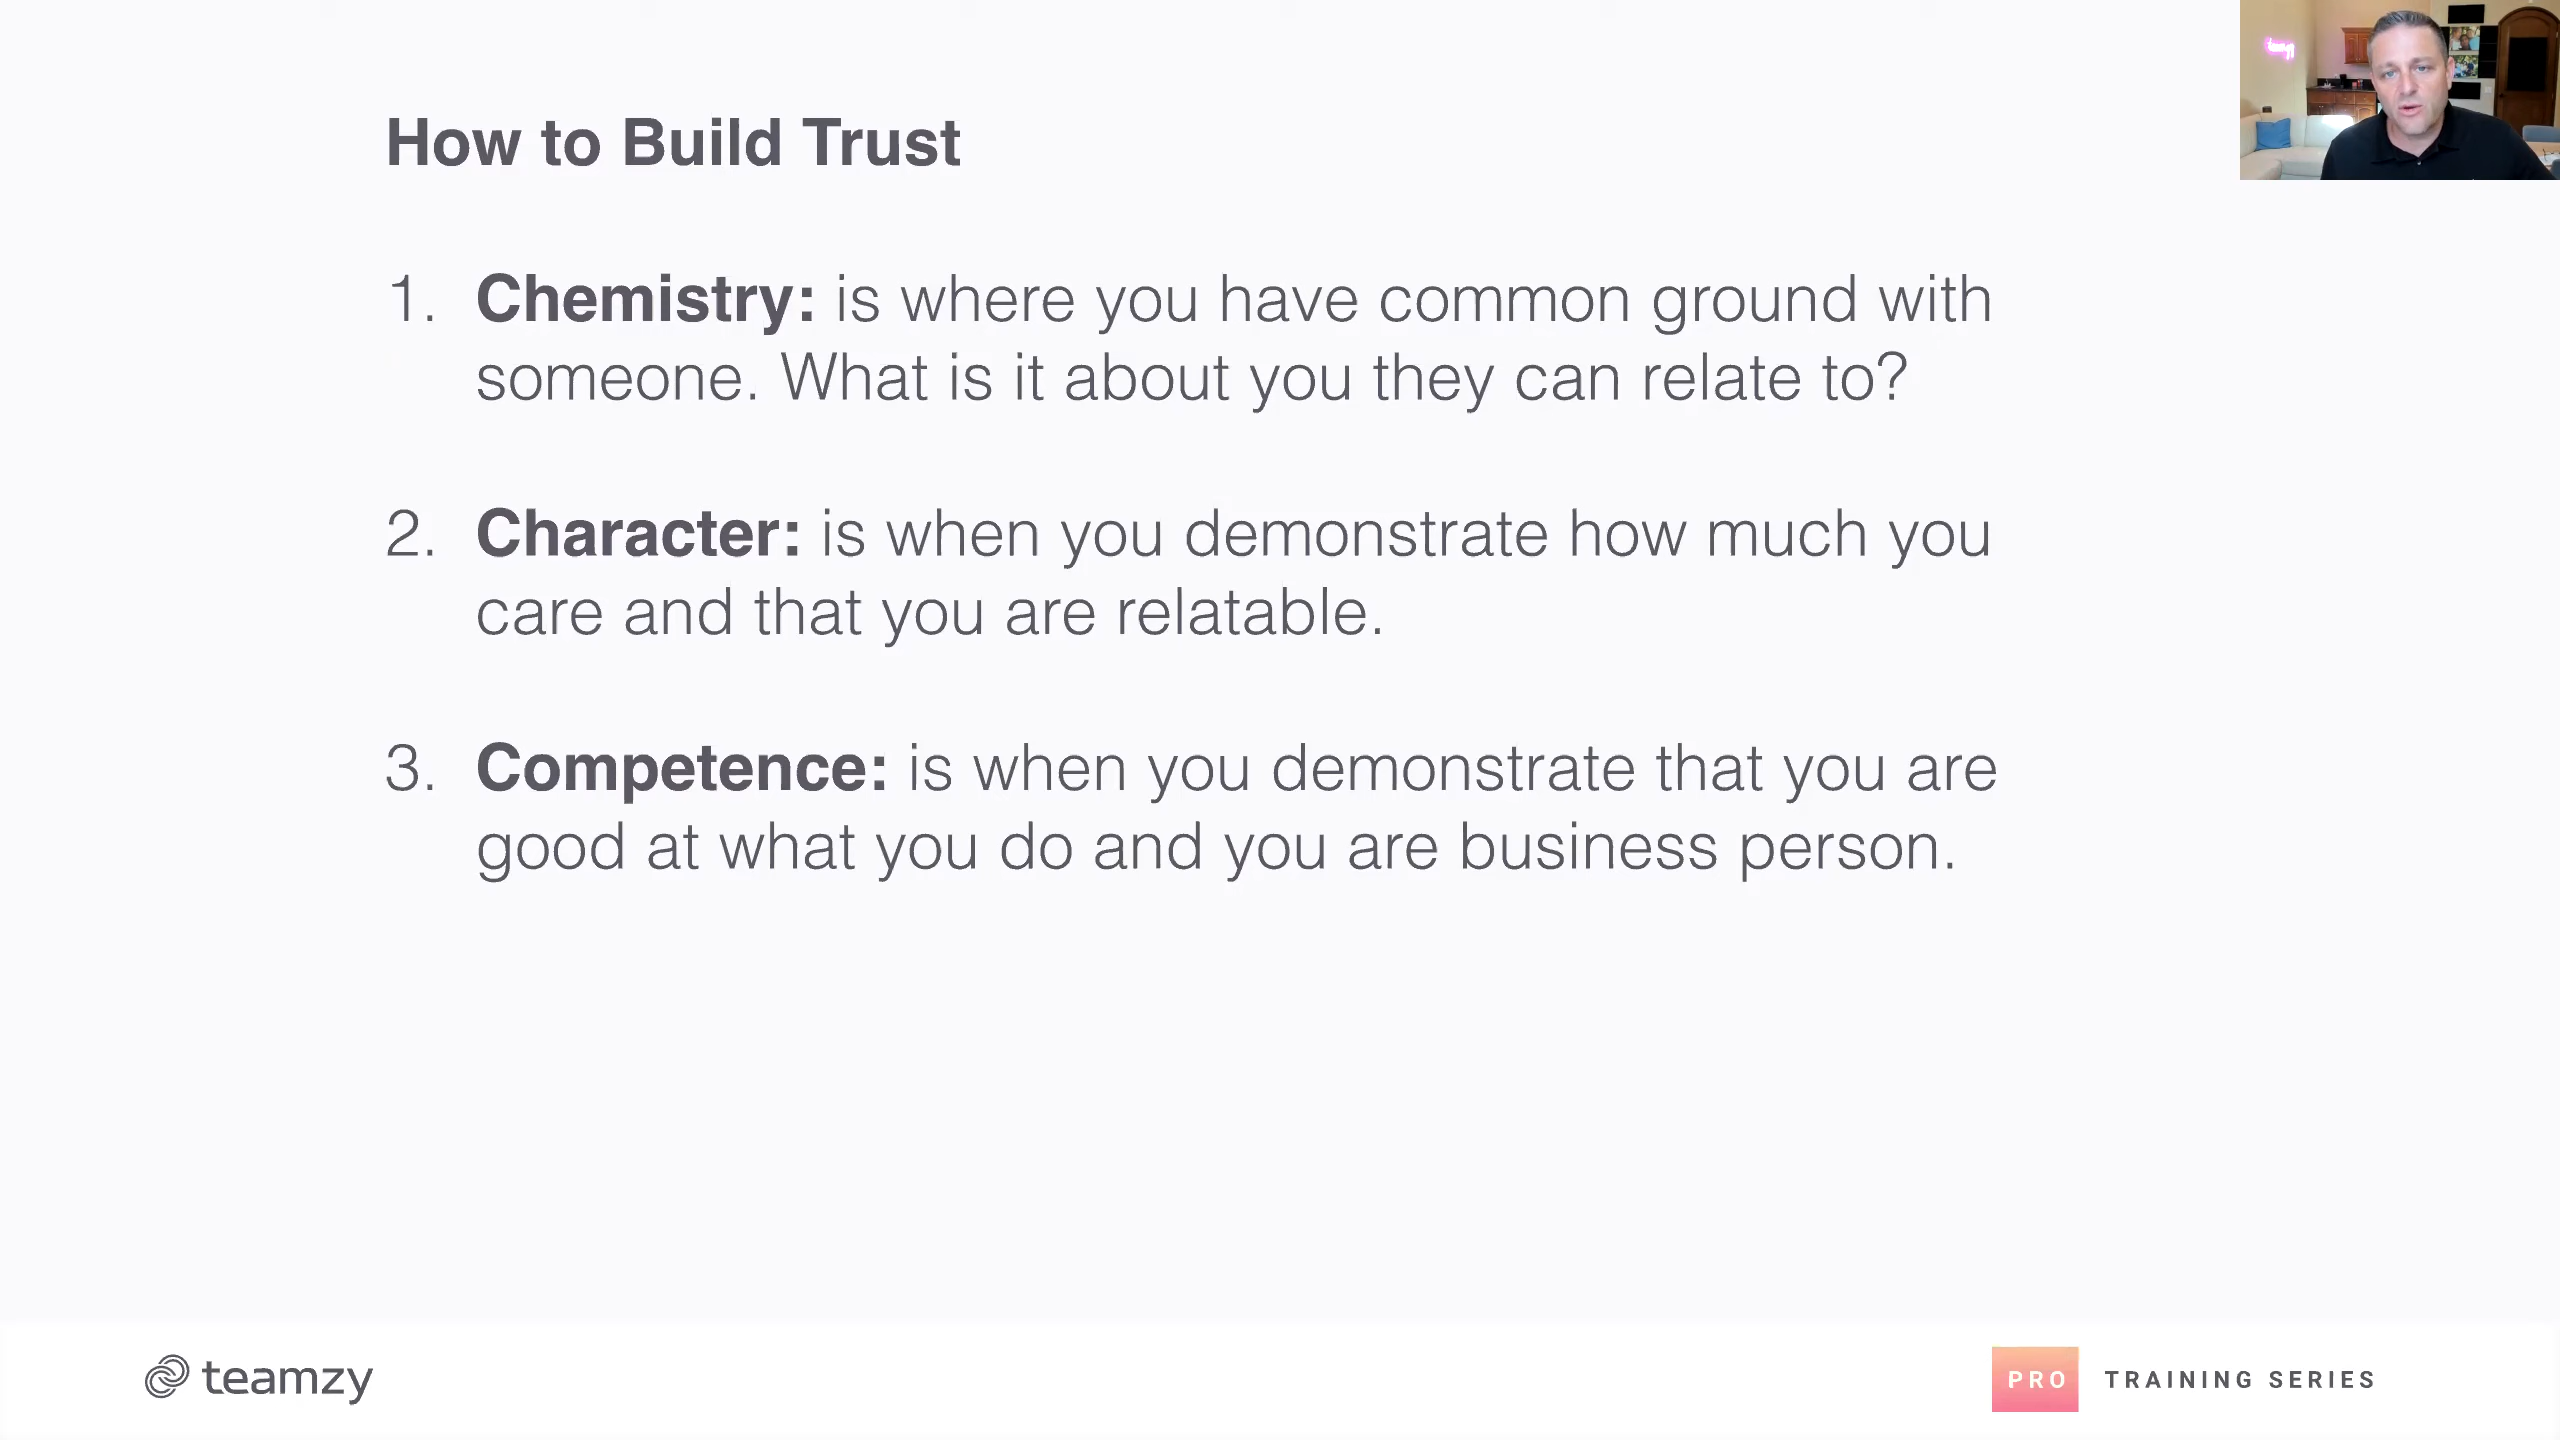 How to Build Trust
1. Chemistry: is where you have common ground with
someone. What is it about you they can relate to?
2. Character: is when you demonstrate how much you
care and that you are relatable.
3. Competence: is when you demonstrate that you are
good at what you do and you are business person.
teamzy
PRO TRAINING SERIES